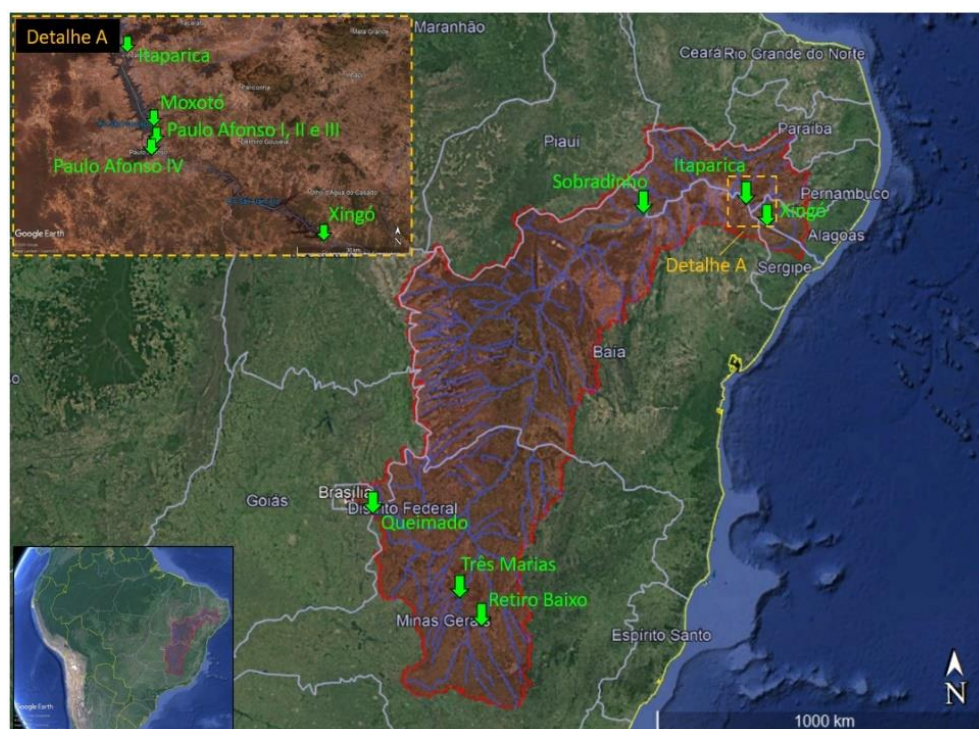 Detalhe A
Itaparica
Moxotó
Paulo Afonso I, II e III
Paulo Afonso IV
Xingó
Google Earth
N
Maranhão
Ceará
Rio Grande do Norte
Paraíba
Piauí
Itaparica
Pernambuco
Sobradinho
Xingó
Alagoas
Detalhe A
Sergipe
Baía
Brasília
Goiás
Distrito Federal
Queimado
Três Marias
Retiro Baixo
Minas Gerais
Espírito Santo
N
1000 km
Google Earth